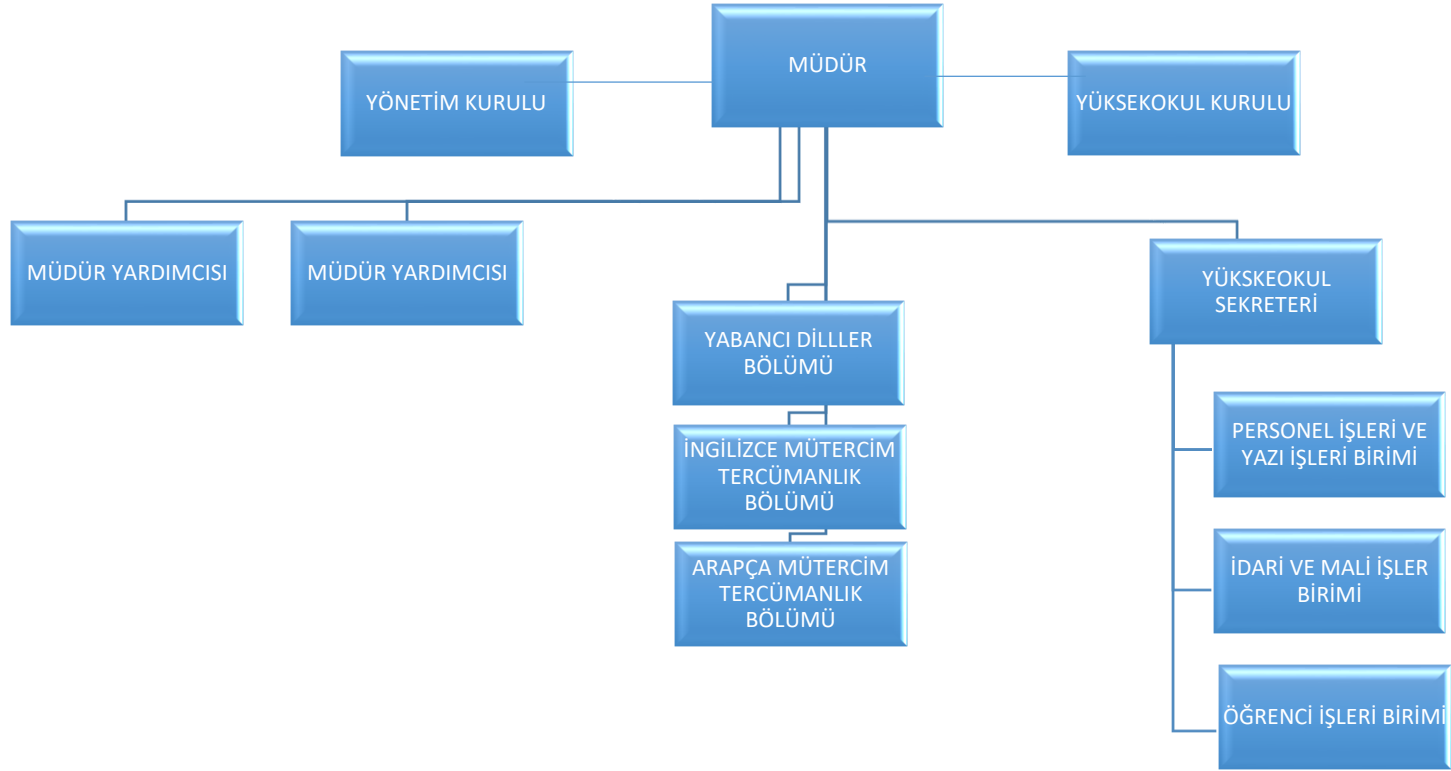 MÜDÜR
YÖNETİM KURULU
YÜKSEKOKUL KURULU
MÜDÜR YARDIMCISI
MÜDÜR YARDIMCISI
YÜKSKEOKUL
SEKRETERİ
YABANCI DİLLLER
BÖLÜMÜ
İNGİLİZCE MÜTERCİM
TERCÜMANLIK
BÖLÜMÜ
ARAPÇA MÜTERCİM
TERCÜMANLIK
BÖLÜMÜ
PERSONEL İŞLERİ VE
YAZI İŞLERİ BİRİMİ
İDARİ VE MALİ İŞLER
BİRİMİ
ÖĞRENCİ İŞLERİ BİRİMİ